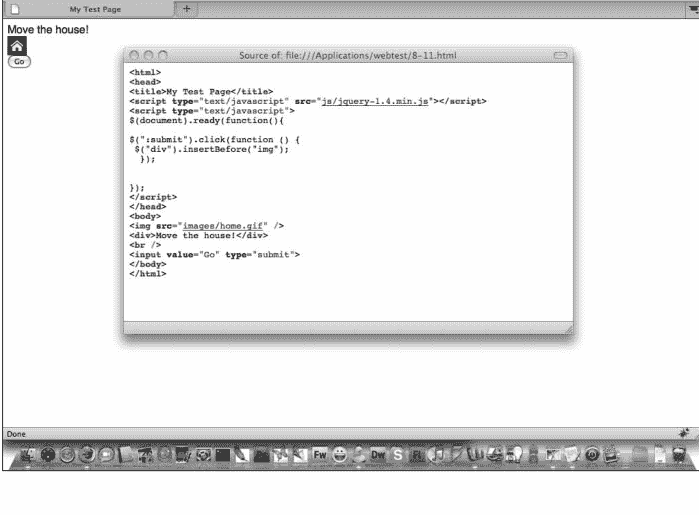 My Test Page
+
Move the house!
Go
Source of: file:///Applications/webtest/8-11.html
<html>
<head>
<title>My Test Page</title>
<script type="text/javascript" src="js/jquery-1.4.min.js"></script>
<script type="text/javascript">
$(document).ready(function(){
$(":submit").click(function () {
$("div").insertBefore("img");
});
});
</script>
</head>
<body>
<img src="images/home.gif" />
<div>Move the house!</div>
<br />
<input value="Go" type="submit">
</body>
</html>
Done
Fw Dw S Fl